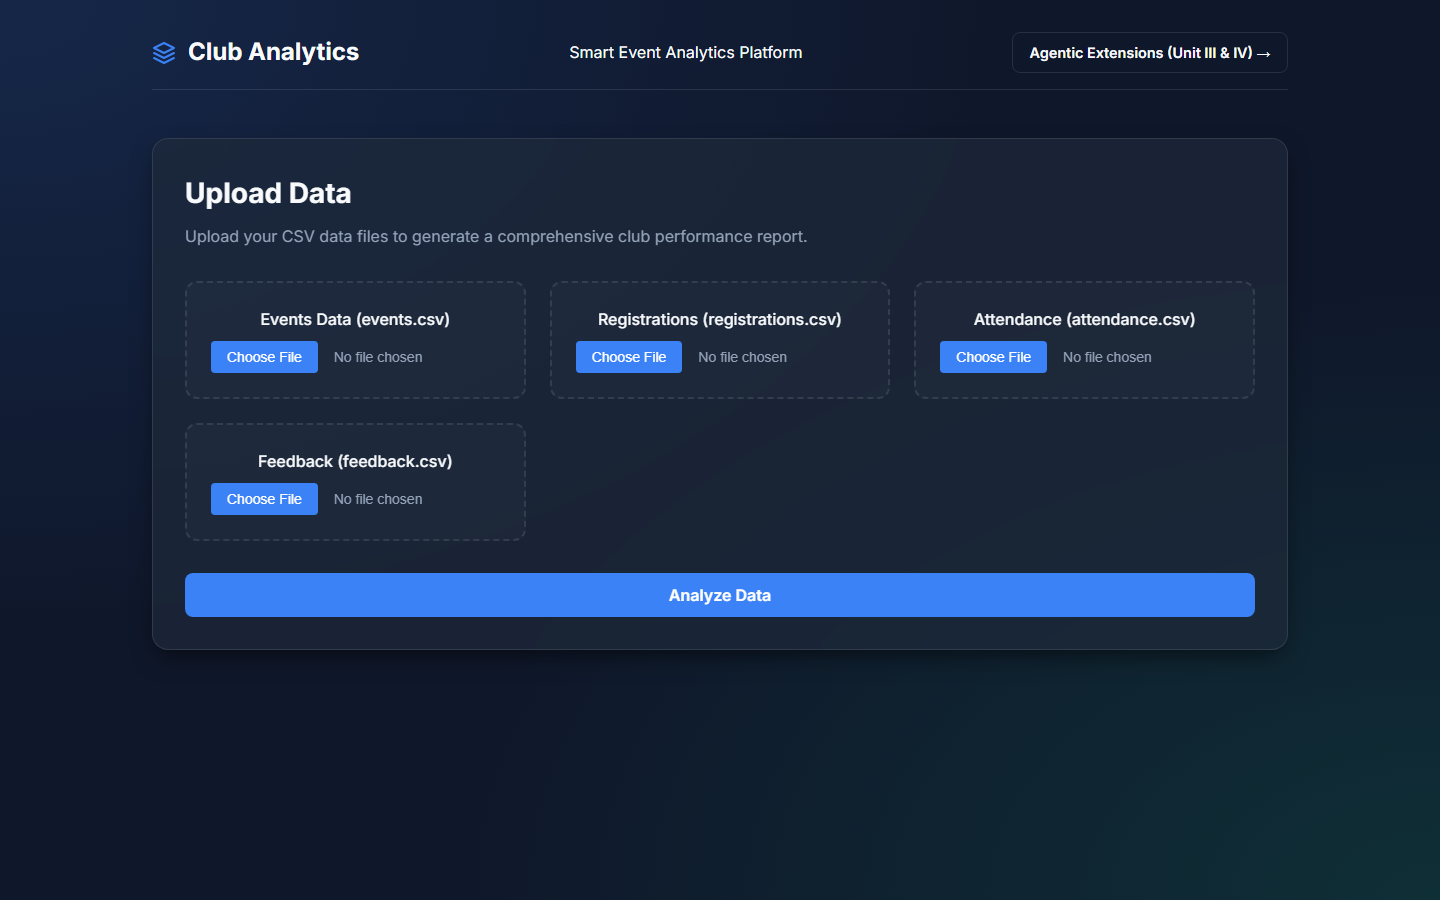 Club Analytics
Smart Event Analytics Platform
Agentic Extensions (Unit III & IV) →
Upload Data
Upload your CSV data files to generate a comprehensive club performance report.
Events Data (events.csv)
Choose File No file chosen
Registrations (registrations.csv)
Choose File No file chosen
Attendance (attendance.csv)
Choose File No file chosen
Feedback (feedback.csv)
Choose File No file chosen
Analyze Data